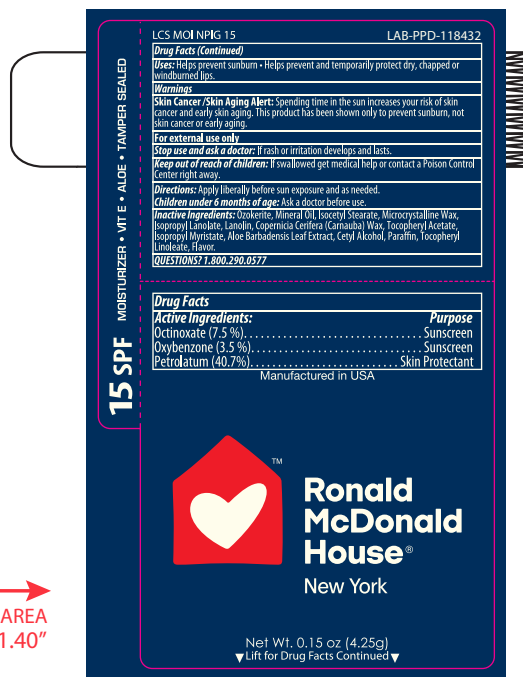 LCS MOI NPIG 15 LAB-PPD-118432
Drug Facts (Continued)
Uses: Helps prevent sunburn • Helps prevent and temporarily protect dry, chapped or
windburned lips.
Warnings
Skin Cancer /Skin Aging Alert: Spending time in the sun increases your risk of skin
cancer and early skin aging. This product has been shown only to prevent sunburn, not
skin cancer or early aging.
For external use only
Stop use and ask a doctor: If rash or irritation develops and lasts.
Keep out of reach of children: If swallowed get medical help or contact a Poison Control
Center right away.
Directions: Apply liberally before sun exposure and as needed.
Children under 6 months of age: Ask a doctor before use.
Inactive Ingredients: Ozokerite, Mineral Oil, Isocetyl Stearate, Microcrystalline Wax,
Isopropyl Lanolate, Lanolin, Copernicia Cerifera (Carnauba) Wax, Tocopheryl Acetate,
Isopropyl Myristate, Aloe Barbadensis Leaf Extract, Cetyl Alcohol, Paraffin, Tocopheryl
Linoleate, Flavor.
QUESTIONS? 1.800.290.0577
15 SPF MOISTURIZER • VIT E • ALOE • TAMPER SEALED
Drug Facts
Active Ingredients: Purpose
Octinoxate (7.5 %)................................Sunscreen
Oxybenzone (3.5 %)...............................Sunscreen
Petrolatum (40.7%)...........................Skin Protectant
Manufactured in USA
TM
Ronald
McDonald
House®
New York
AREA
1.40”
Net Wt. 0.15 oz (4.25g)
▼Lift for Drug Facts Continued▼